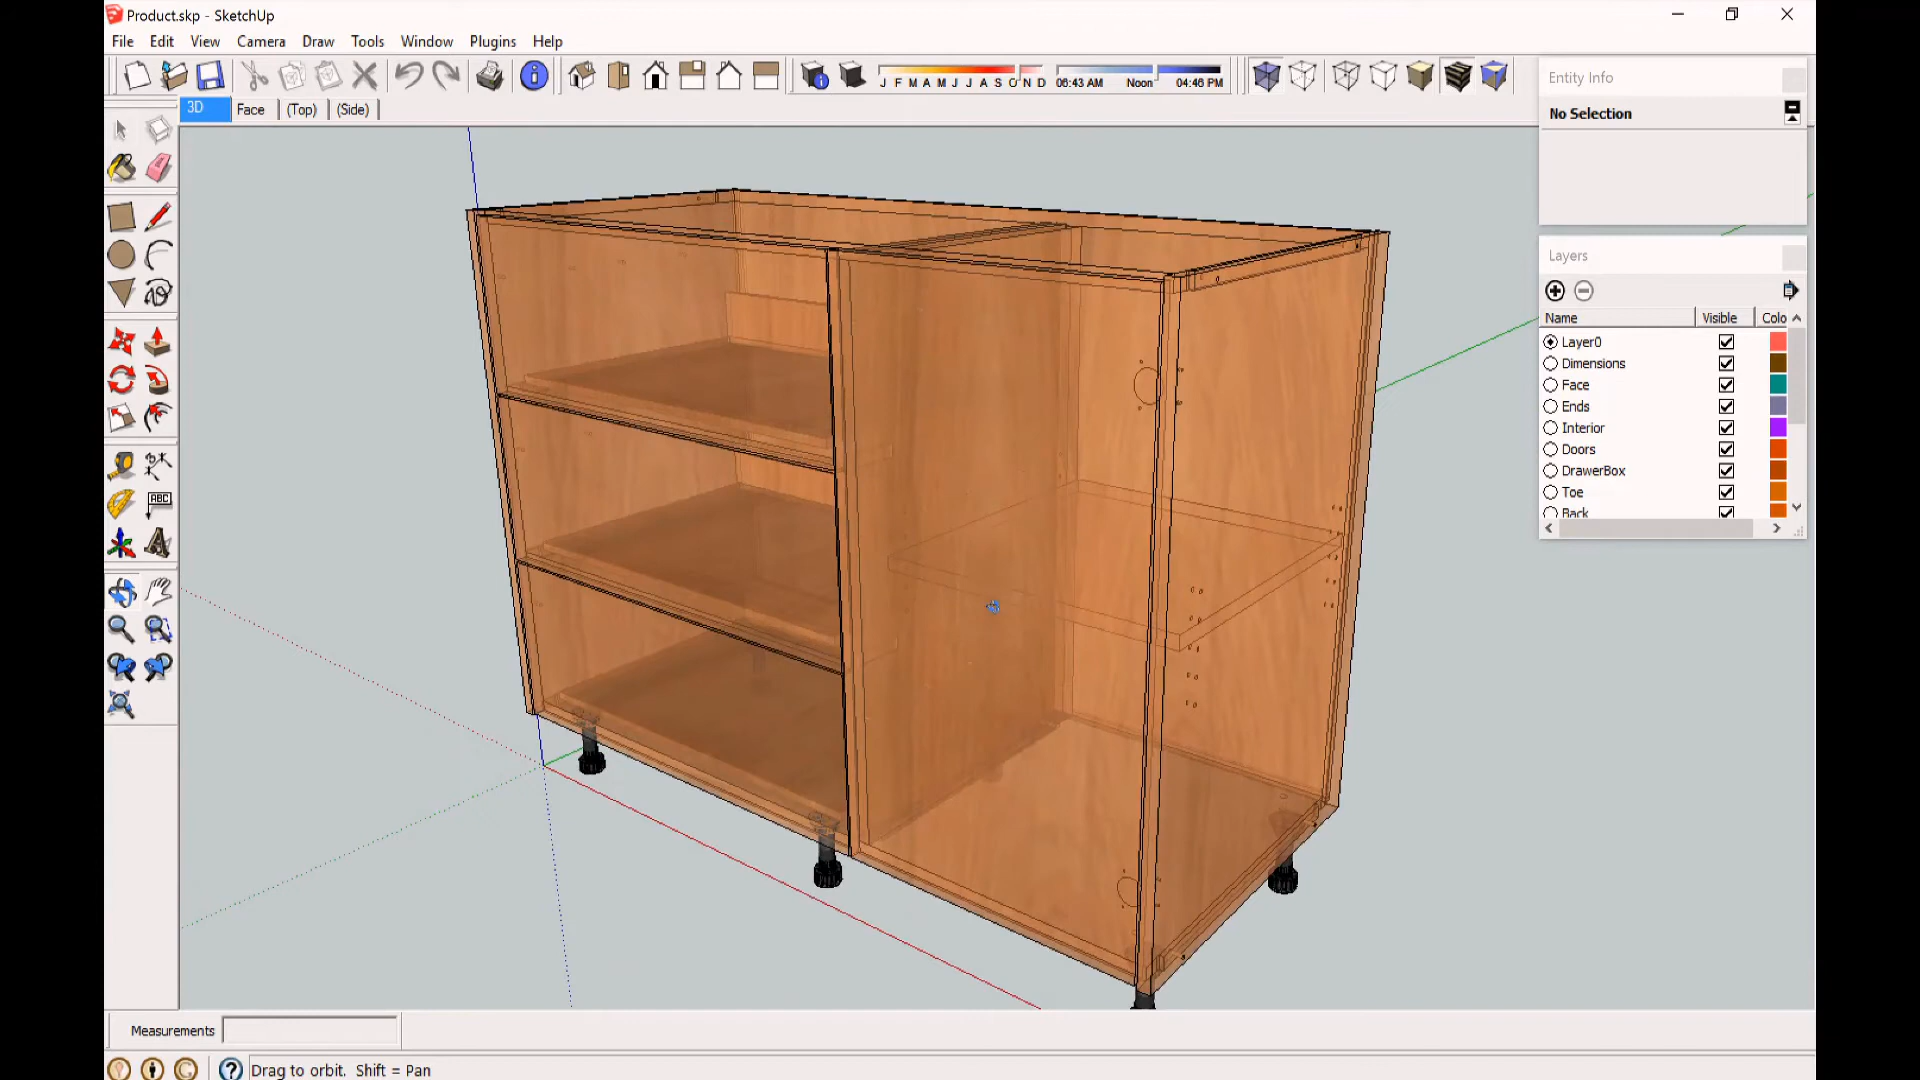 Product.skp - SketchUp
File Edit View Camera Draw Tools Window Plugins Help
J F M A M J J A S O N D 06:43 AM Noon 04:46 PM
3D Face (Top) (Side)
Entity Info
No Selection
Layers
Name Visible Colo
Layer0
Dimensions
Face
Ends
Interior
Doors
DrawerBox
Toe
Back
ABC
Measurements
Drag to orbit. Shift = Pan